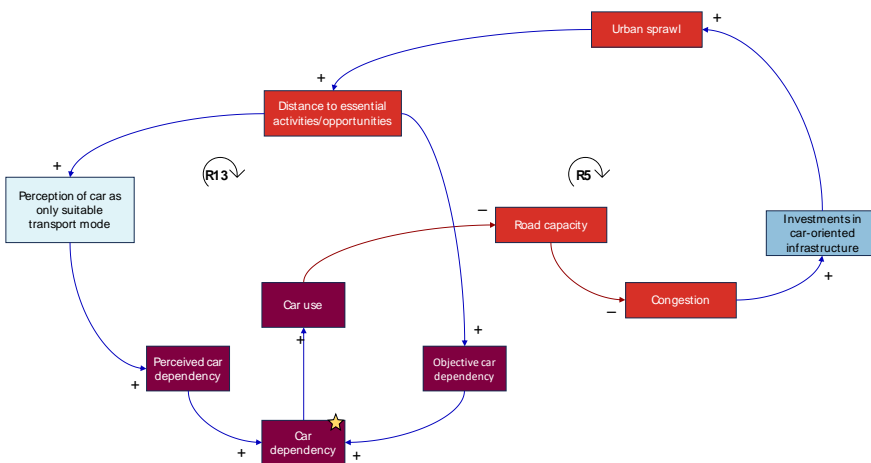 Urban sprawl
+
+
Distance to essential
activities/opportunities
+
R13
R5
Perception of car as
only suitable
transport mode
–
Road capacity
Investments in
car-oriented
infrastructure
+
Car use
Congestion
–
+
+
Perceived car
dependency
+
Objective car
dependency
Car
dependency
+
+